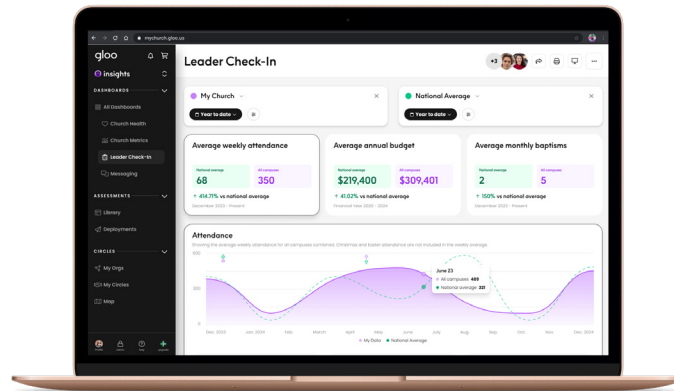 mychurch.gloo.us
gloo
insights
DASHBOARDS
All Dashboards
Church Health
Church Metrics
Leader Check-In
Messaging
ASSESSMENTS
Library
Deployments
CIRCLES
My Orgs
My Circles
Map
Leader Check-In
+3
My Church
Year to date
National Average
Year to date
Average weekly attendance
National average
68
All campuses
350
414.71% vs national average
December 2023 - Present
Average annual budget
National average
$219,400
All campuses
$309,401
41.02% vs national average
Financial Year 2023 - 2024
Average monthly baptisms
National average
2
All campuses
5
150% vs national average
December 2023 - Present
Attendance
Showing the average weekly attendance for all campuses combined. Christmas and Easter attendance are not included in the weekly average.
600
300
0
June 23
All campuses 489
National average 321
Dec. 2023 Jan. 2024 Feb. March April May June July Aug. Sep. Oct Nov. Dec. 2024
My Data National Average